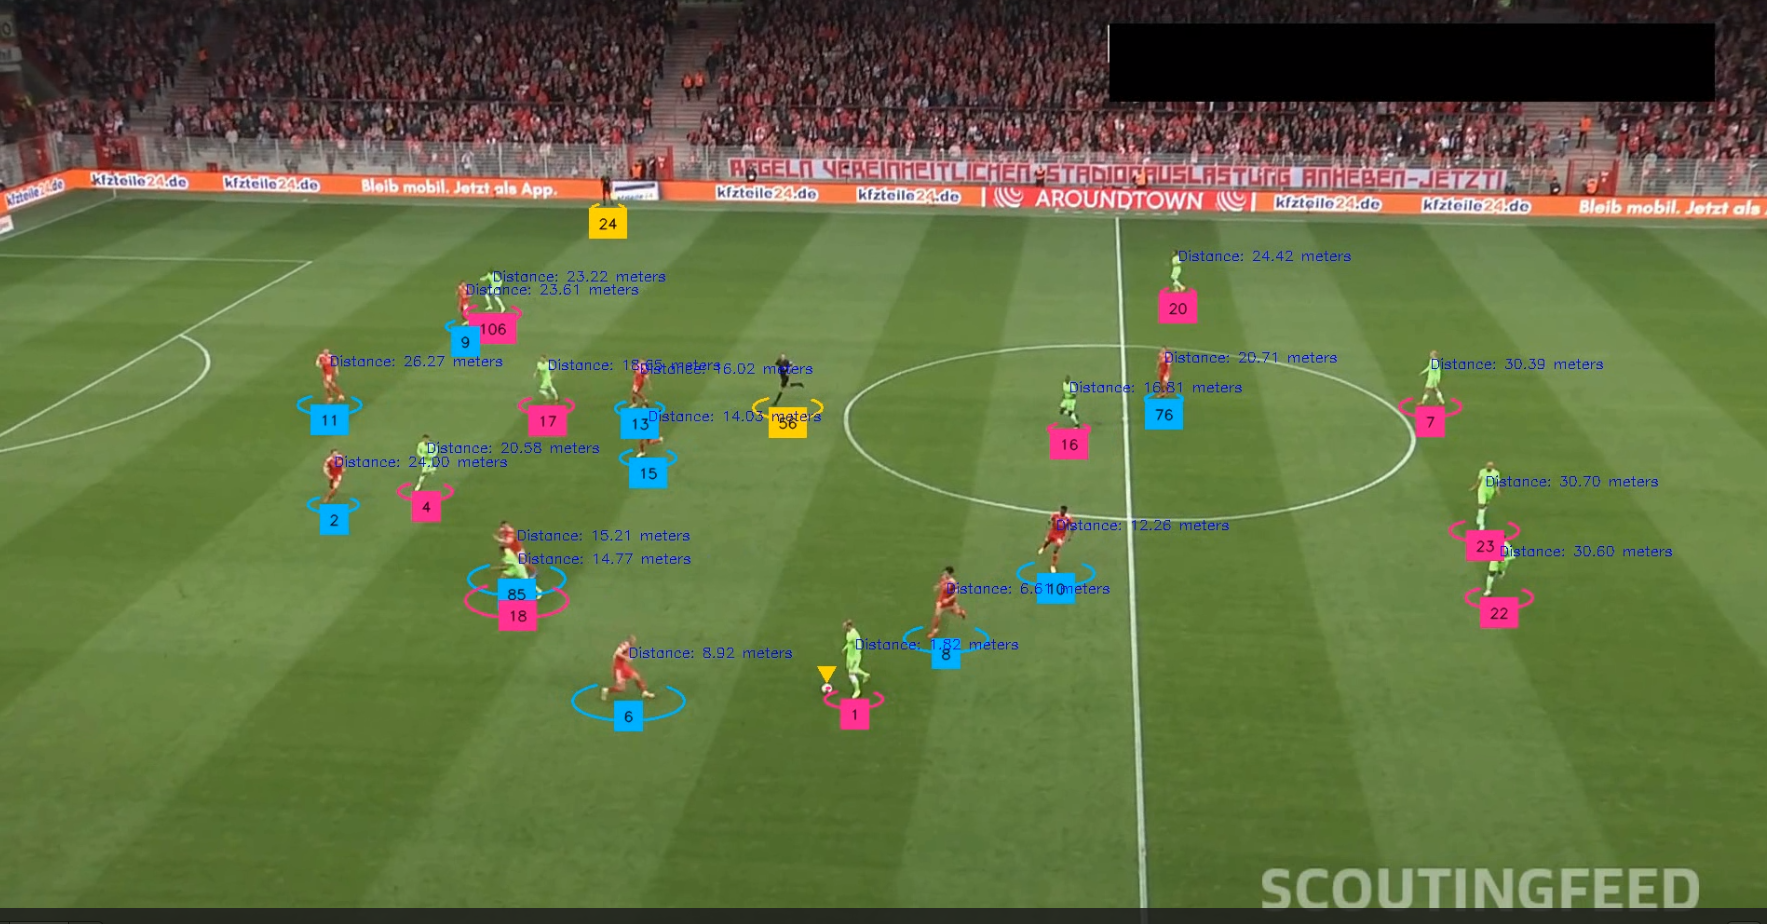 REGELN VEREINHEITLICHEN-STADIONAUSLASTUNG ANHEBEN-JETZT!
kfzteile24.de
kfzteile24.de
kfzteile24.de
Bleib mobil. Jetzt als App.
kfzteile24.de
kfzteile24.de
AROUNDTOWN
kfzteile24.de
kfzteile24.de
Bleib mobil. Jetzt als
24
Distance: 24.42 meters
20
Distance: 23.22 meters
Distance: 23.61 meters
106
9
Distance: 26.27 meters
11
Distance: 18.65 meters
17
Distance: 16.02 meters
13
56
Distance: 14.03 meters
15
Distance: 20.71 meters
76
Distance: 16.81 meters
16
Distance: 30.39 meters
7
Distance: 20.58 meters
4
Distance: 24.00 meters
2
Distance: 30.70 meters
23
Distance: 30.60 meters
22
Distance: 15.21 meters
Distance: 14.77 meters
85
18
Distance: 12.26 meters
10
Distance: 6.61 meters
8
Distance: 1.82 meters
1
Distance: 8.92 meters
6
SCOUTINGFEED